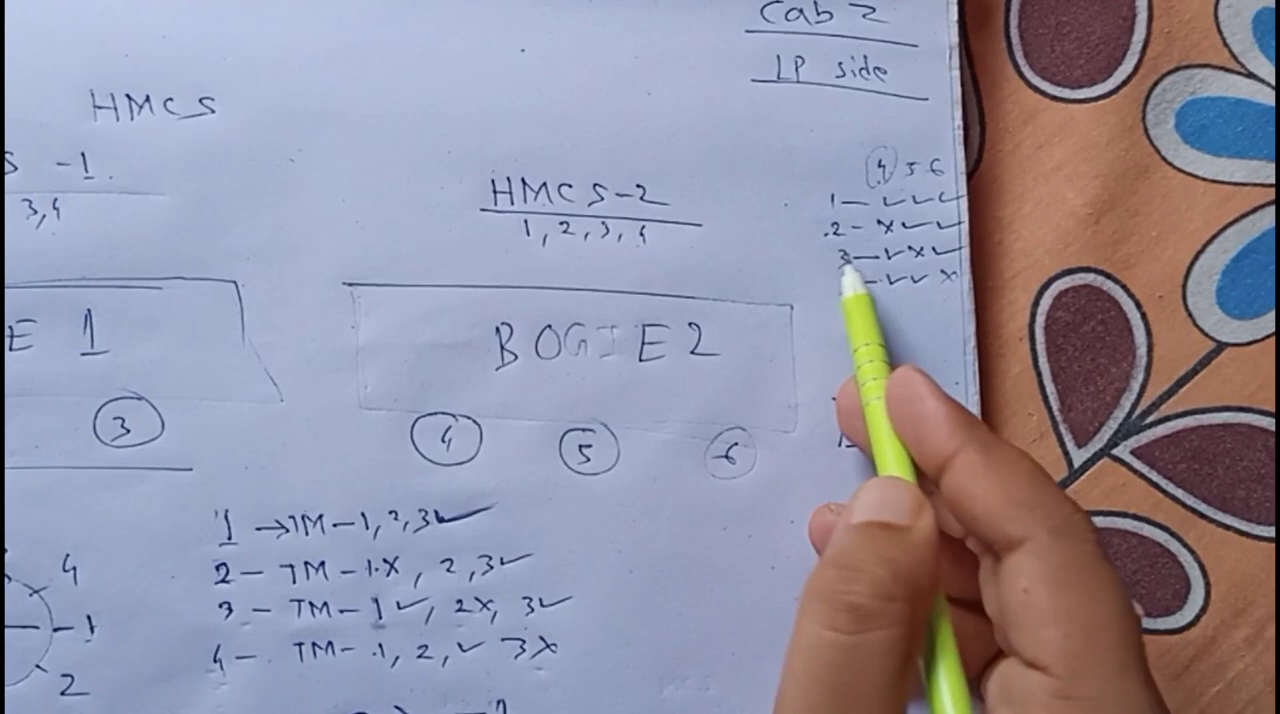 Cab 2
LP side
HMCS
S -1.
3,4
HMCS-2
1, 2, 3, 4
4 5 6
1 — ✓ ✓ ✓
2 - × ✓ ✓
3 — ✓ × ✓
— ✓ ✓ ×
E 1
BOGIE 2
3
4
5
6
1 → TM - 1, 2, 3 ✓
2 - TM - 1 ×, 2, 3 ✓
3 - TM - 1 ✓, 2 ×, 3 ✓
4 - TM - 1, 2, ✓ 3 ×
4
1
2